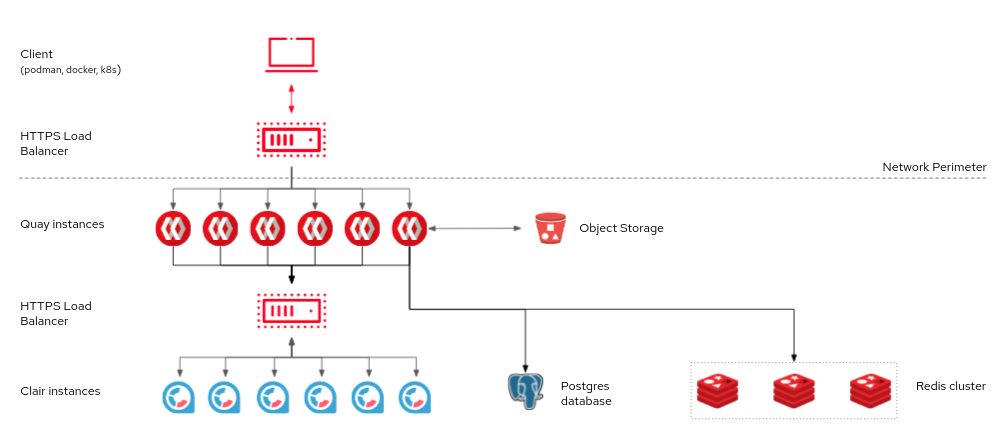 Client
(podman, docker, k8s)
HTTPS Load
Balancer
Network Perimeter
Quay instances
Object Storage
HTTPS Load
Balancer
Clair instances
Postgres
database
Redis cluster